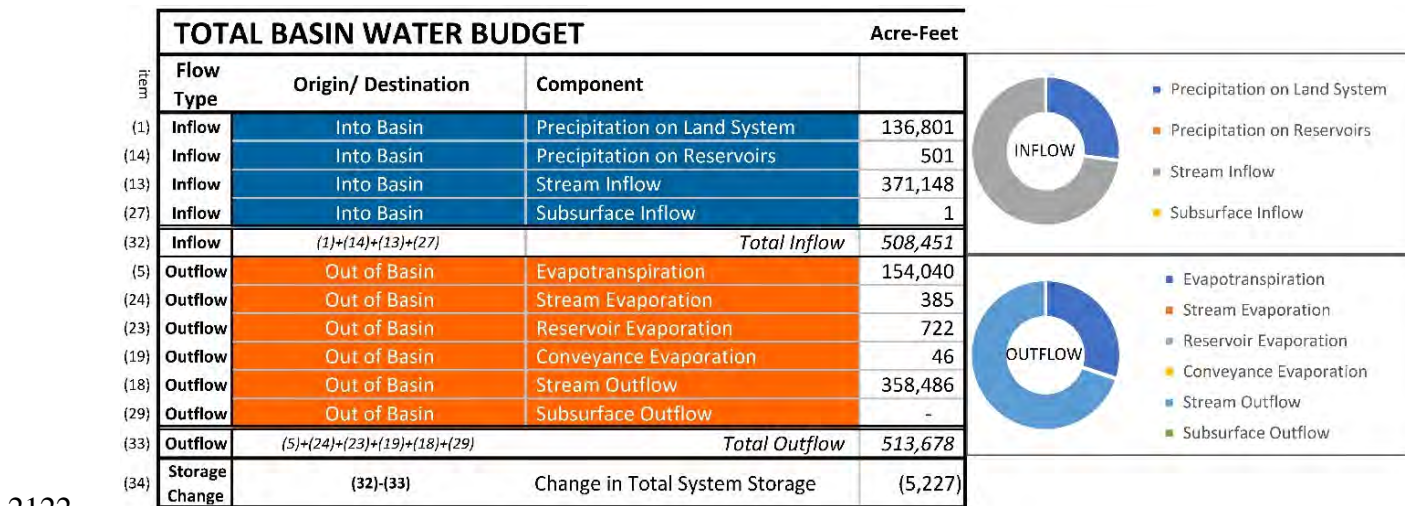 TOTAL BASIN WATER BUDGET Acre-Feet
item Flow Type Origin/ Destination Component
(1) Inflow Into Basin Precipitation on Land System 136,801
(14) Inflow Into Basin Precipitation on Reservoirs 501
(13) Inflow Into Basin Stream Inflow 371,148
(27) Inflow Into Basin Subsurface Inflow 1
(32) Inflow (1)+(14)+(13)+(27) Total Inflow 508,451
(5) Outflow Out of Basin Evapotranspiration 154,040
(24) Outflow Out of Basin Stream Evaporation 385
(23) Outflow Out of Basin Reservoir Evaporation 722
(19) Outflow Out of Basin Conveyance Evaporation 46
(18) Outflow Out of Basin Stream Outflow 358,486
(29) Outflow Out of Basin Subsurface Outflow -
(33) Outflow (5)+(24)+(23)+(19)+(18)+(29) Total Outflow 513,678
(34) Storage Change (32)-(33) Change in Total System Storage (5,227)
INFLOW
Precipitation on Land System
Precipitation on Reservoirs
Stream Inflow
Subsurface Inflow
OUTFLOW
Evapotranspiration
Stream Evaporation
Reservoir Evaporation
Conveyance Evaporation
Stream Outflow
Subsurface Outflow